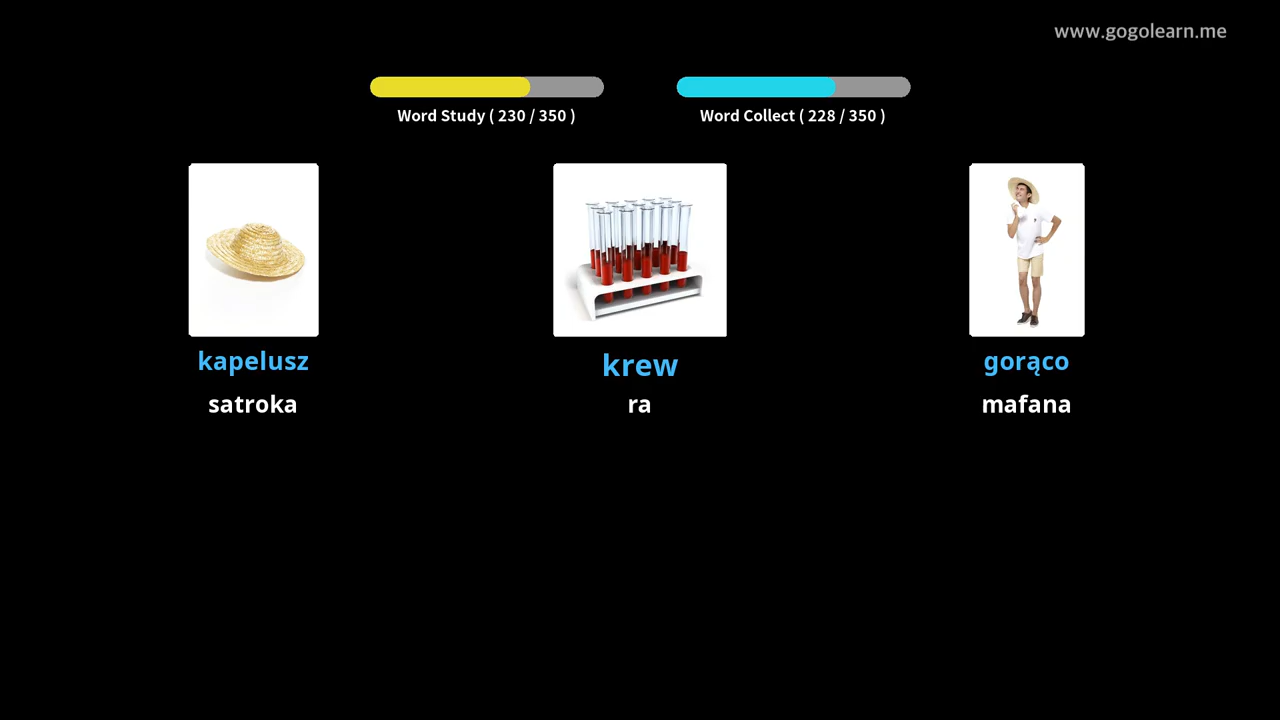 www.gogolearn.me
Word Study ( 230 / 350 )
Word Collect ( 228 / 350 )
kapelusz
krew
gorąco
satroka
ra
mafana